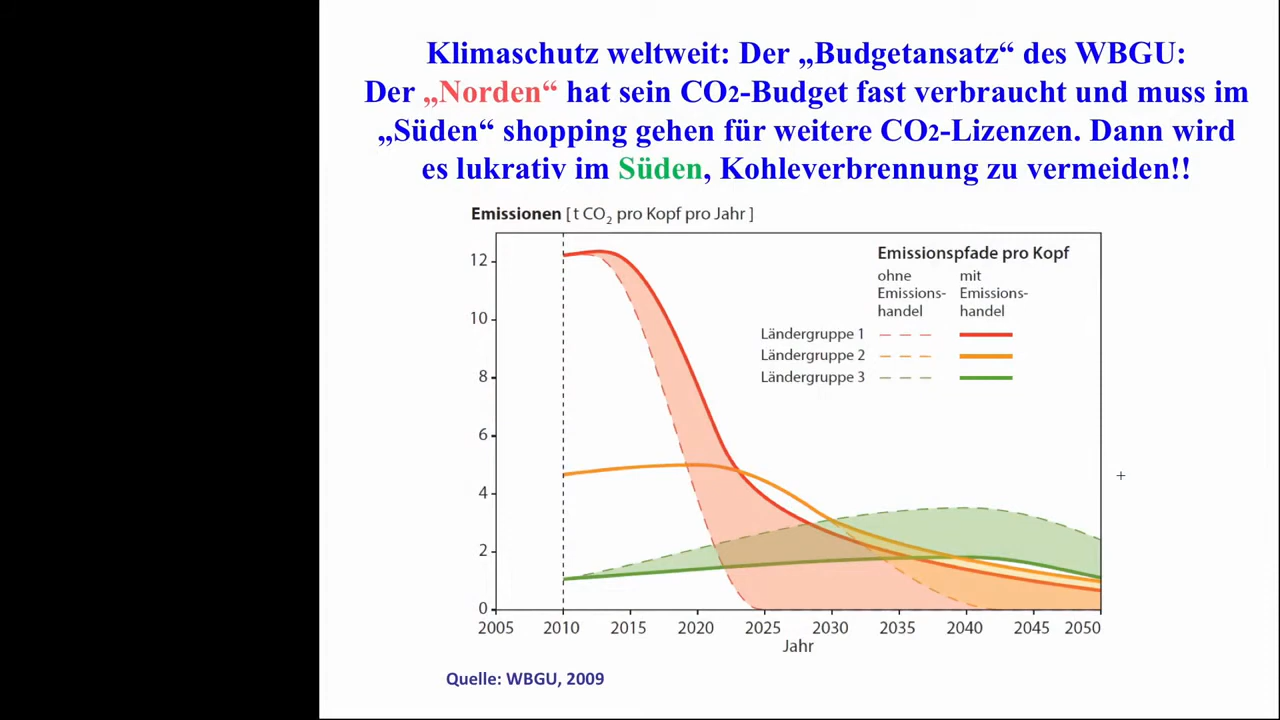 Klimaschutz weltweit: Der „Budgetansatz“ des WBGU:
Der „Norden“ hat sein CO2-Budget fast verbraucht und muss im
„Süden“ shopping gehen für weitere CO2-Lizenzen. Dann wird
es lukrativ im Süden, Kohleverbrennung zu vermeiden!!
Emissionen [ t CO2 pro Kopf pro Jahr ]
Emissionspfade pro Kopf
ohne Emissions-handel
mit Emissions-handel
Ländergruppe 1
Ländergruppe 2
Ländergruppe 3
12
10
8
6
4
2
0
2005 2010 2015 2020 2025 2030 2035 2040 2045 2050
Jahr
Quelle: WBGU, 2009